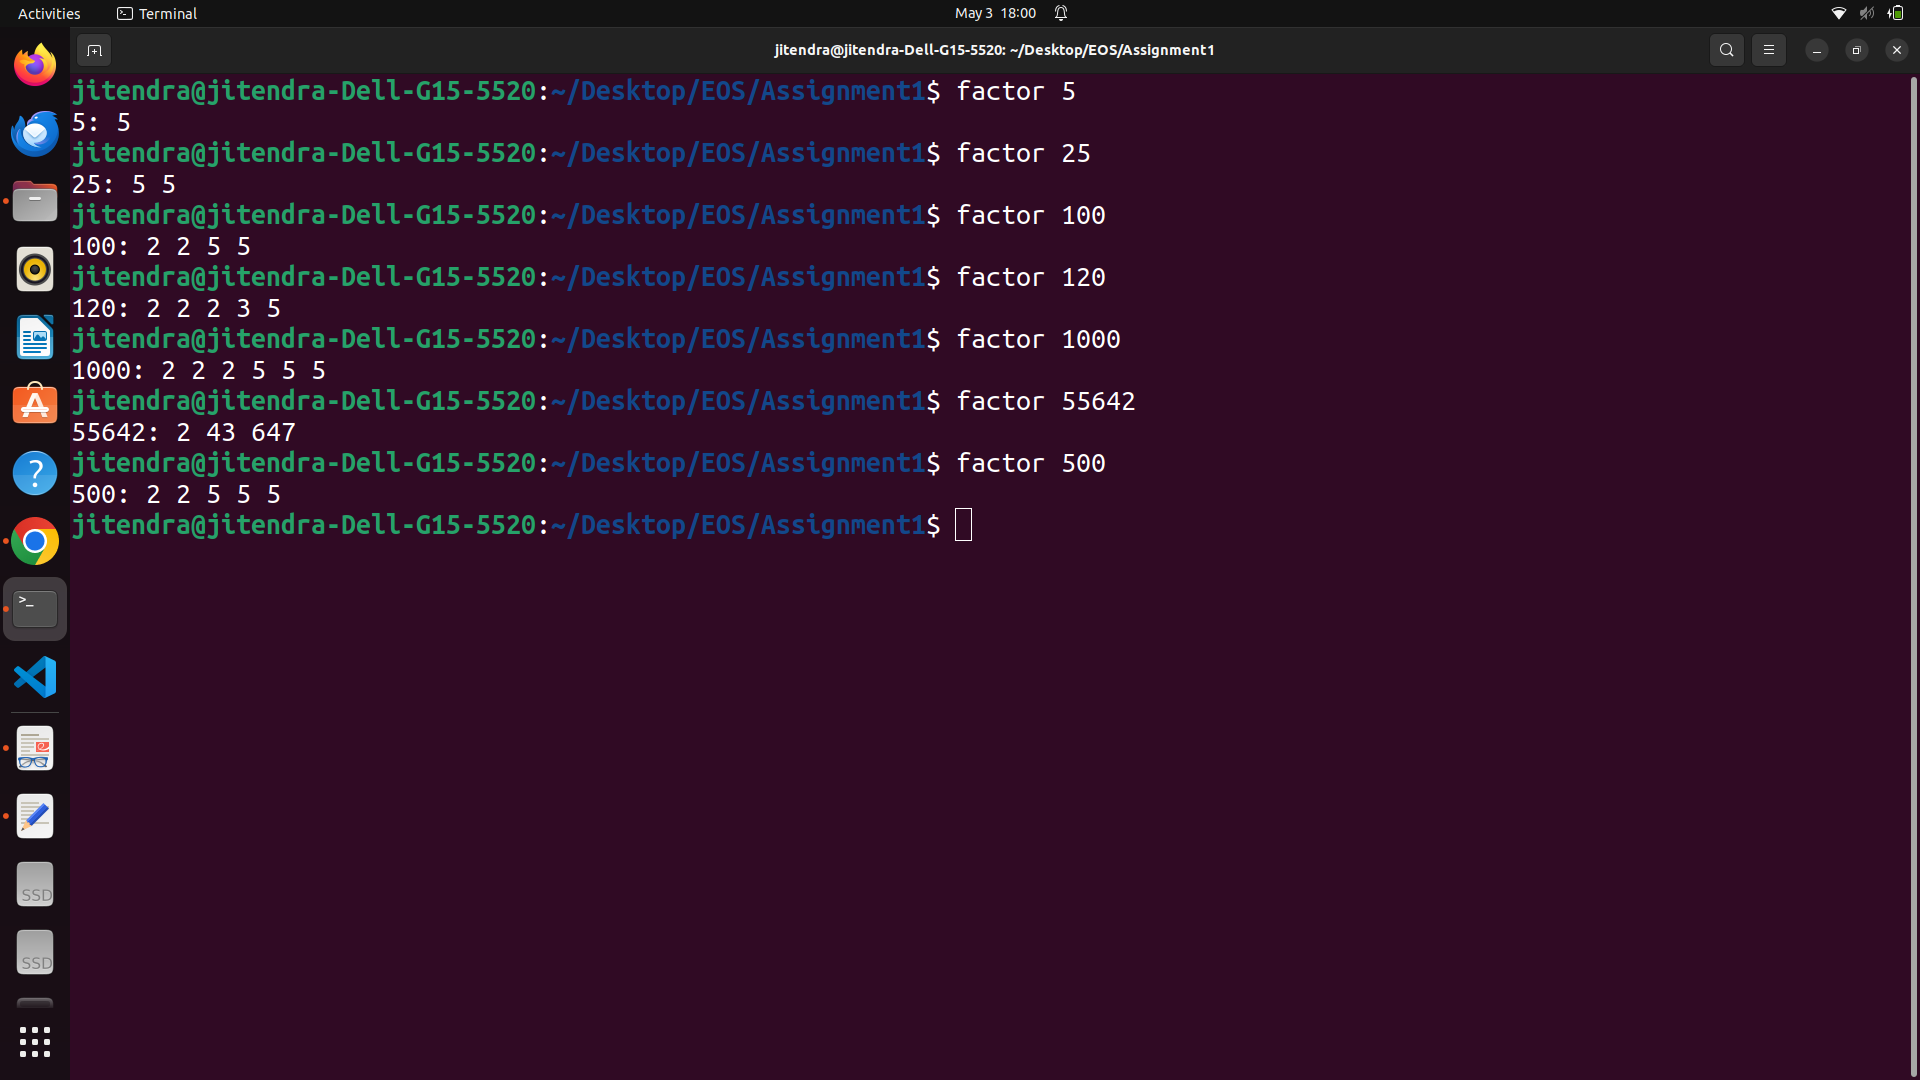 Activities Terminal May 3 18:00
jitendra@jitendra-Dell-G15-5520: ~/Desktop/EOS/Assignment1
jitendra@jitendra-Dell-G15-5520:~/Desktop/EOS/Assignment1$ factor 5
5: 5
jitendra@jitendra-Dell-G15-5520:~/Desktop/EOS/Assignment1$ factor 25
25: 5 5
jitendra@jitendra-Dell-G15-5520:~/Desktop/EOS/Assignment1$ factor 100
100: 2 2 5 5
jitendra@jitendra-Dell-G15-5520:~/Desktop/EOS/Assignment1$ factor 120
120: 2 2 2 3 5
jitendra@jitendra-Dell-G15-5520:~/Desktop/EOS/Assignment1$ factor 1000
1000: 2 2 2 5 5 5
jitendra@jitendra-Dell-G15-5520:~/Desktop/EOS/Assignment1$ factor 55642
55642: 2 43 647
jitendra@jitendra-Dell-G15-5520:~/Desktop/EOS/Assignment1$ factor 500
500: 2 2 5 5 5
jitendra@jitendra-Dell-G15-5520:~/Desktop/EOS/Assignment1$
SSD
SSD